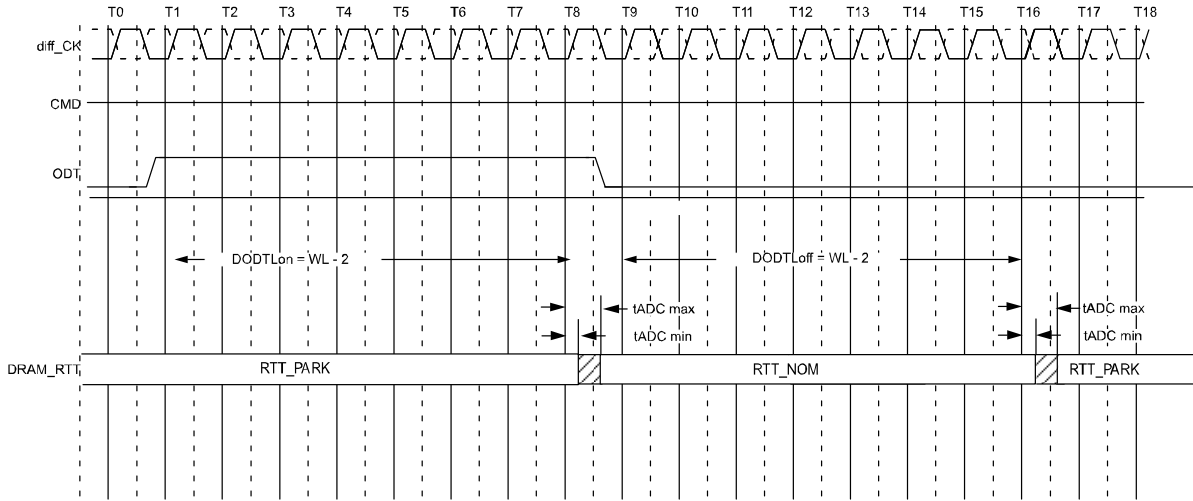 T0 T1 T2 T3 T4 T5 T6 T7 T8 T9 T10 T11 T12 T13 T14 T15 T16 T17 T18
diff_CK
CMD
ODT
DODTLon = WL - 2 DODTLoff = WL - 2
tADC max tADC max
tADC min tADC min
DRAM_RTT RTT_PARK RTT_NOM RTT_PARK